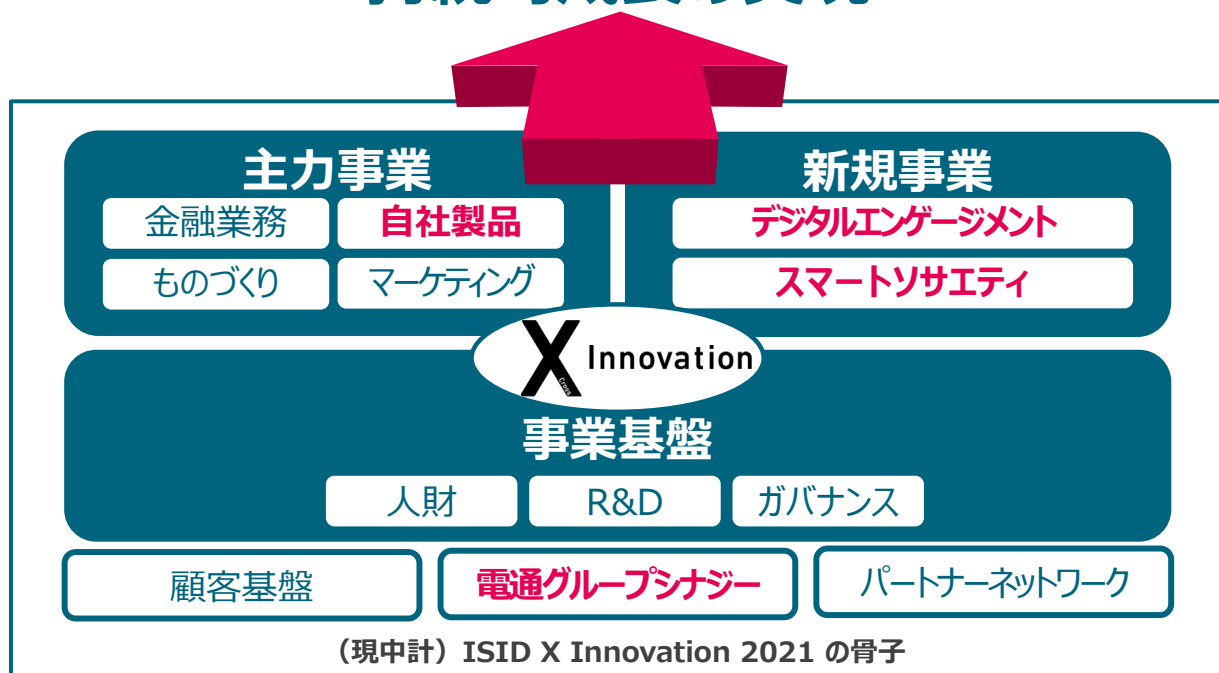 主力事業
新規事業
金融業務
自社製品
デジタルエンゲージメント
ものづくり
マーケティング
スマートソサエティ
X Innovation
Cross
事業基盤
人財
R&D
ガバナンス
顧客基盤
電通グループシナジー
パートナーネットワーク
（現中計）ISID X Innovation 2021 の骨子